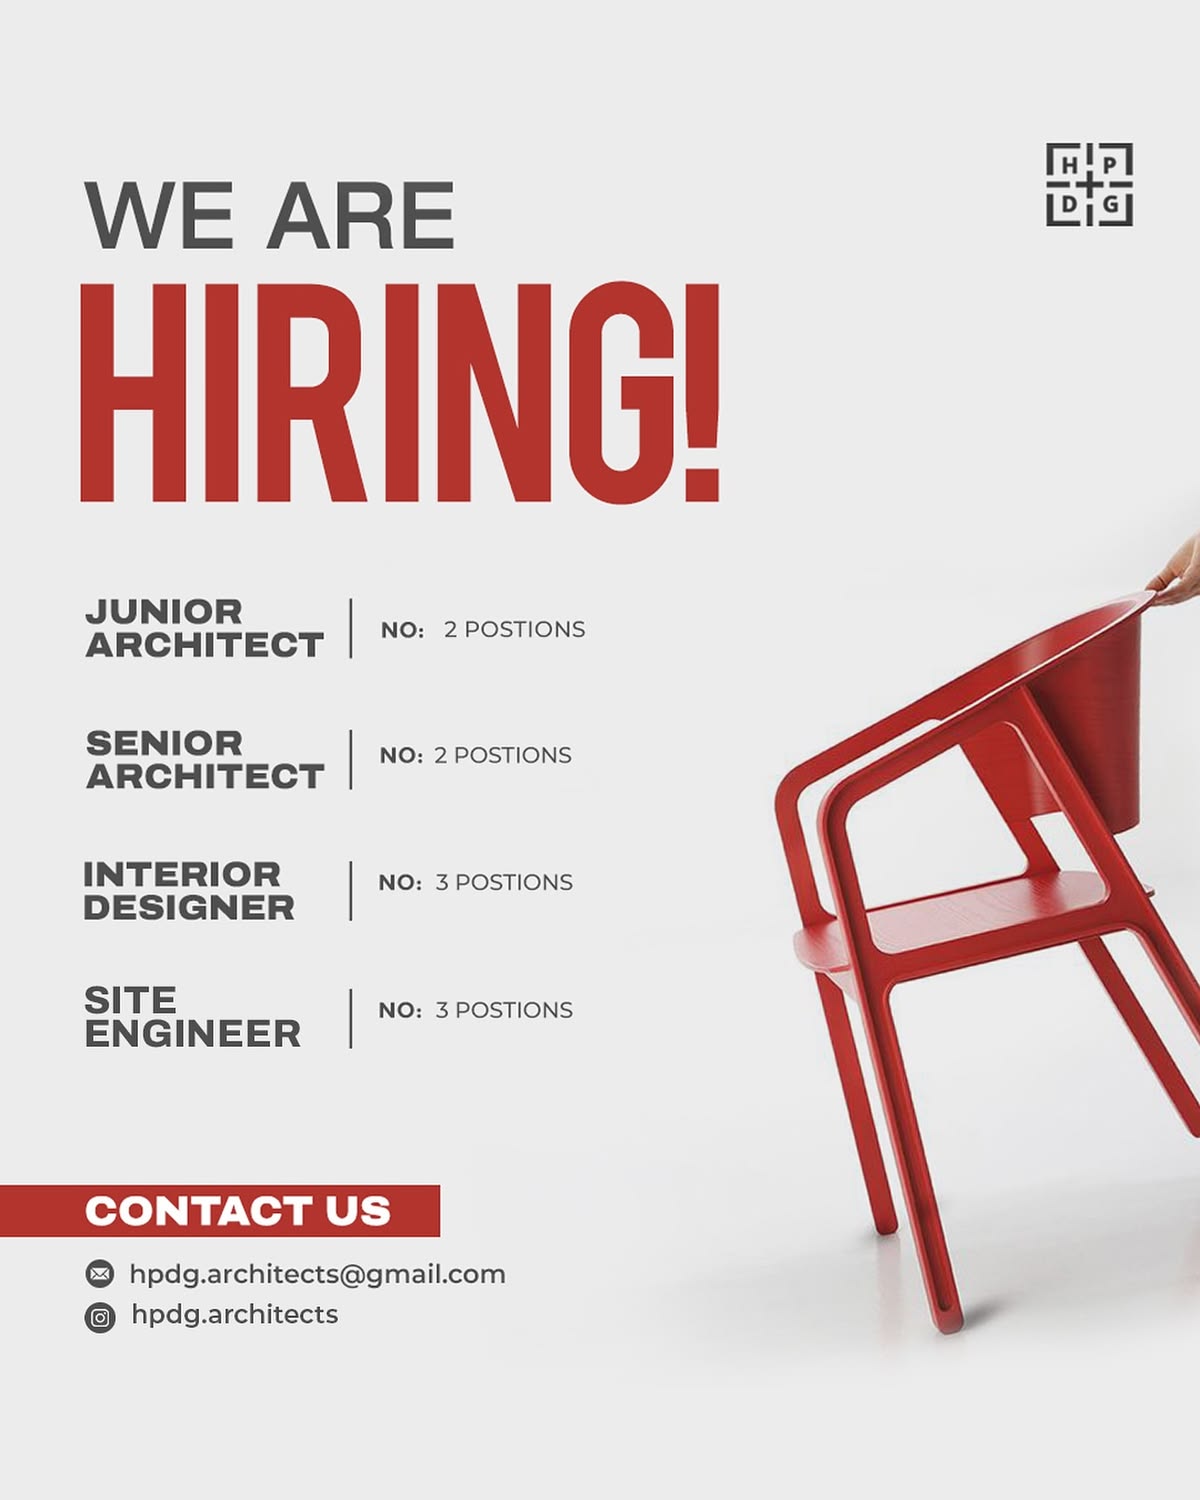 H P
D G
WE ARE
HIRING!
JUNIOR
ARCHITECT
NO: 2 POSTIONS
SENIOR
ARCHITECT
NO: 2 POSTIONS
INTERIOR
DESIGNER
NO: 3 POSTIONS
SITE
ENGINEER
NO: 3 POSTIONS
CONTACT US
hpdg.architects@gmail.com
hpdg.architects